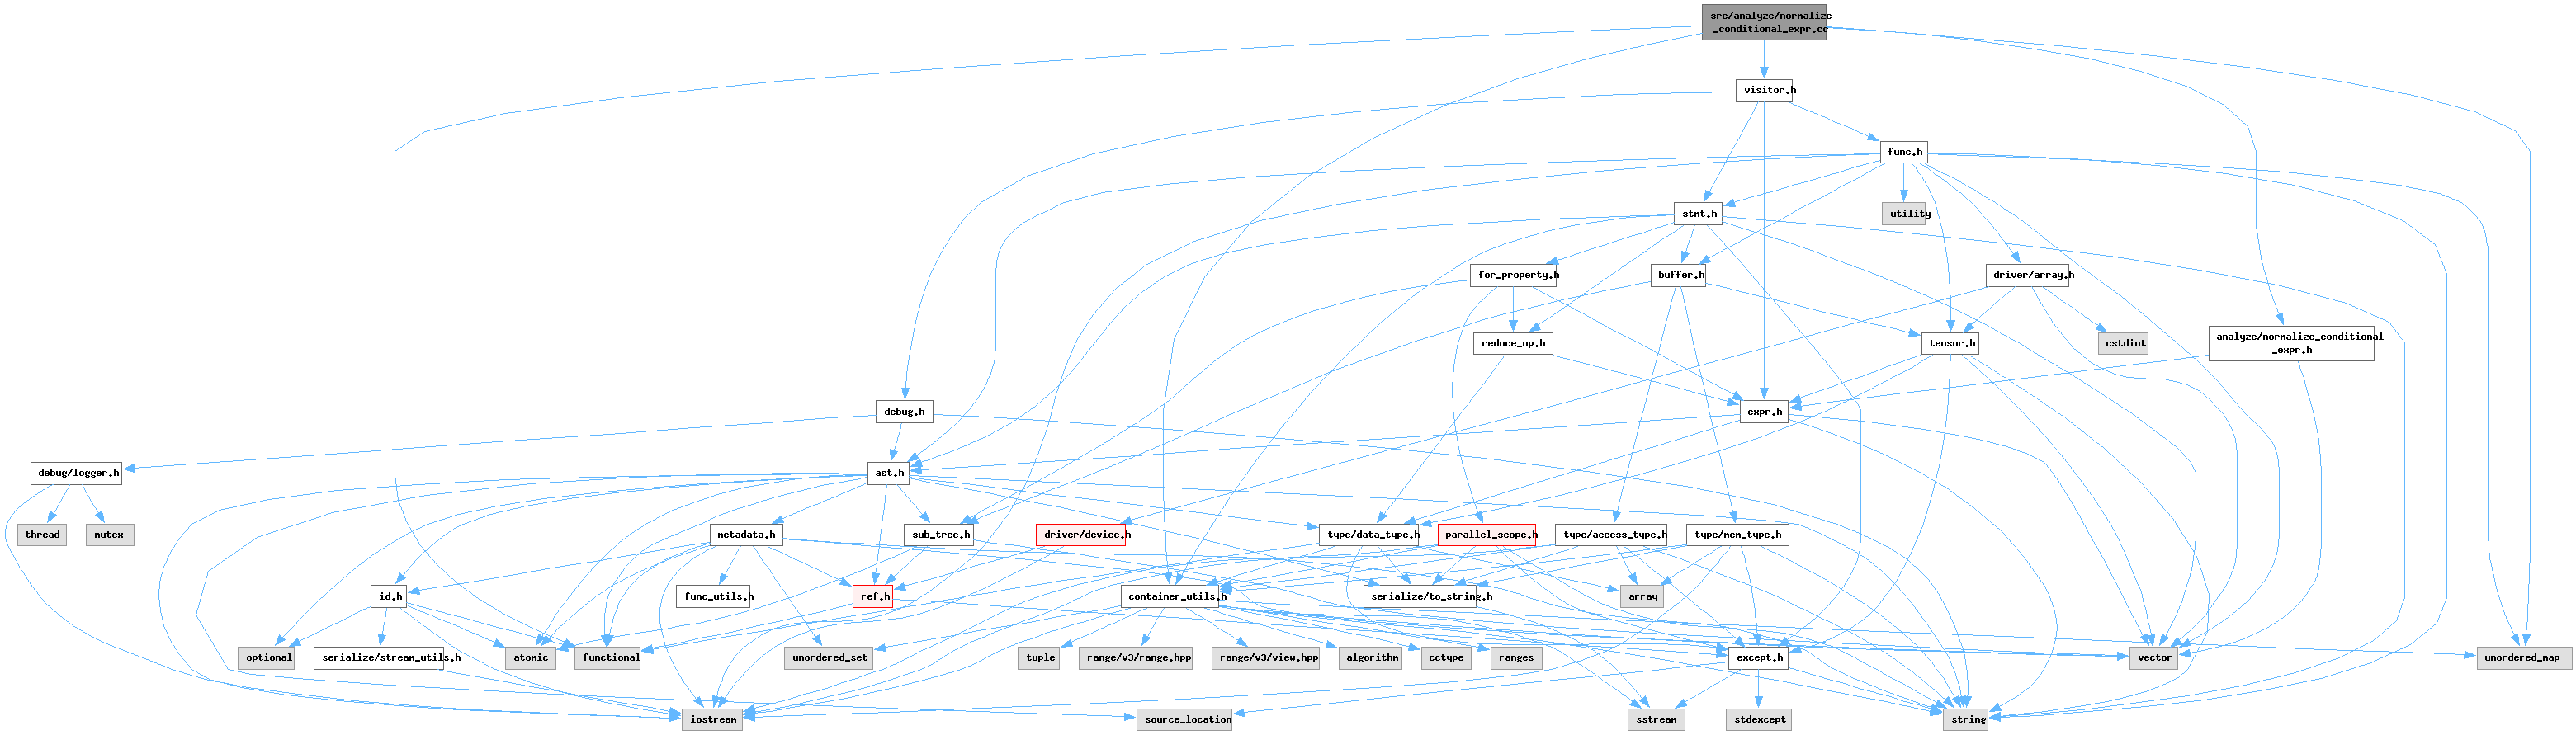 src/analyze/normalize
_conditional_expr.cc
visitor.h
func.h
stmt.h
utility
for_property.h
buffer.h
driver/array.h
reduce_op.h
tensor.h
cstdint
analyze/normalize_conditional
_expr.h
debug.h
expr.h
debug/logger.h
ast.h
thread
mutex
metadata.h
sub_tree.h
driver/device.h
type/data_type.h
parallel_scope.h
type/access_type.h
type/mem_type.h
id.h
func_utils.h
ref.h
container_utils.h
serialize/to_string.h
array
optional
serialize/stream_utils.h
atomic
functional
unordered_set
tuple
range/v3/range.hpp
range/v3/view.hpp
algorithm
cctype
ranges
except.h
vector
unordered_map
iostream
source_location
sstream
stdexcept
string